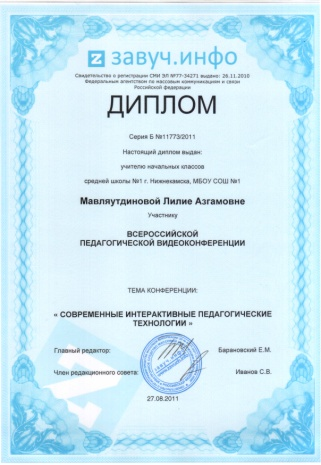 z завуч.инфо
Свидетельство о регистрации СМИ ЭЛ №77-34271 выдано: 26.11.2010
Федеральным агентством по массовым коммуникациям и связи
Российской федерации
ДИПЛОМ
Серия Б №11773/2011
Настоящий диплом выдан:
учителю начальных классов
средней школы №1 г. Нижнекамска, МБОУ СОШ №1
Мавляутдиновой Лилие Азгамовне
Участнику
ВСЕРОССИЙСКОЙ
ПЕДАГОГИЧЕСКОЙ ВИДЕОКОНФЕРЕНЦИИ
ТЕМА КОНФЕРЕНЦИИ:
« СОВРЕМЕННЫЕ ИНТЕРАКТИВНЫЕ ПЕДАГОГИЧЕСКИЕ
ТЕХНОЛОГИИ »
Главный редактор: Барановский Е.М.
Член редакционного совета: Иванов С.В.
27.08.2011